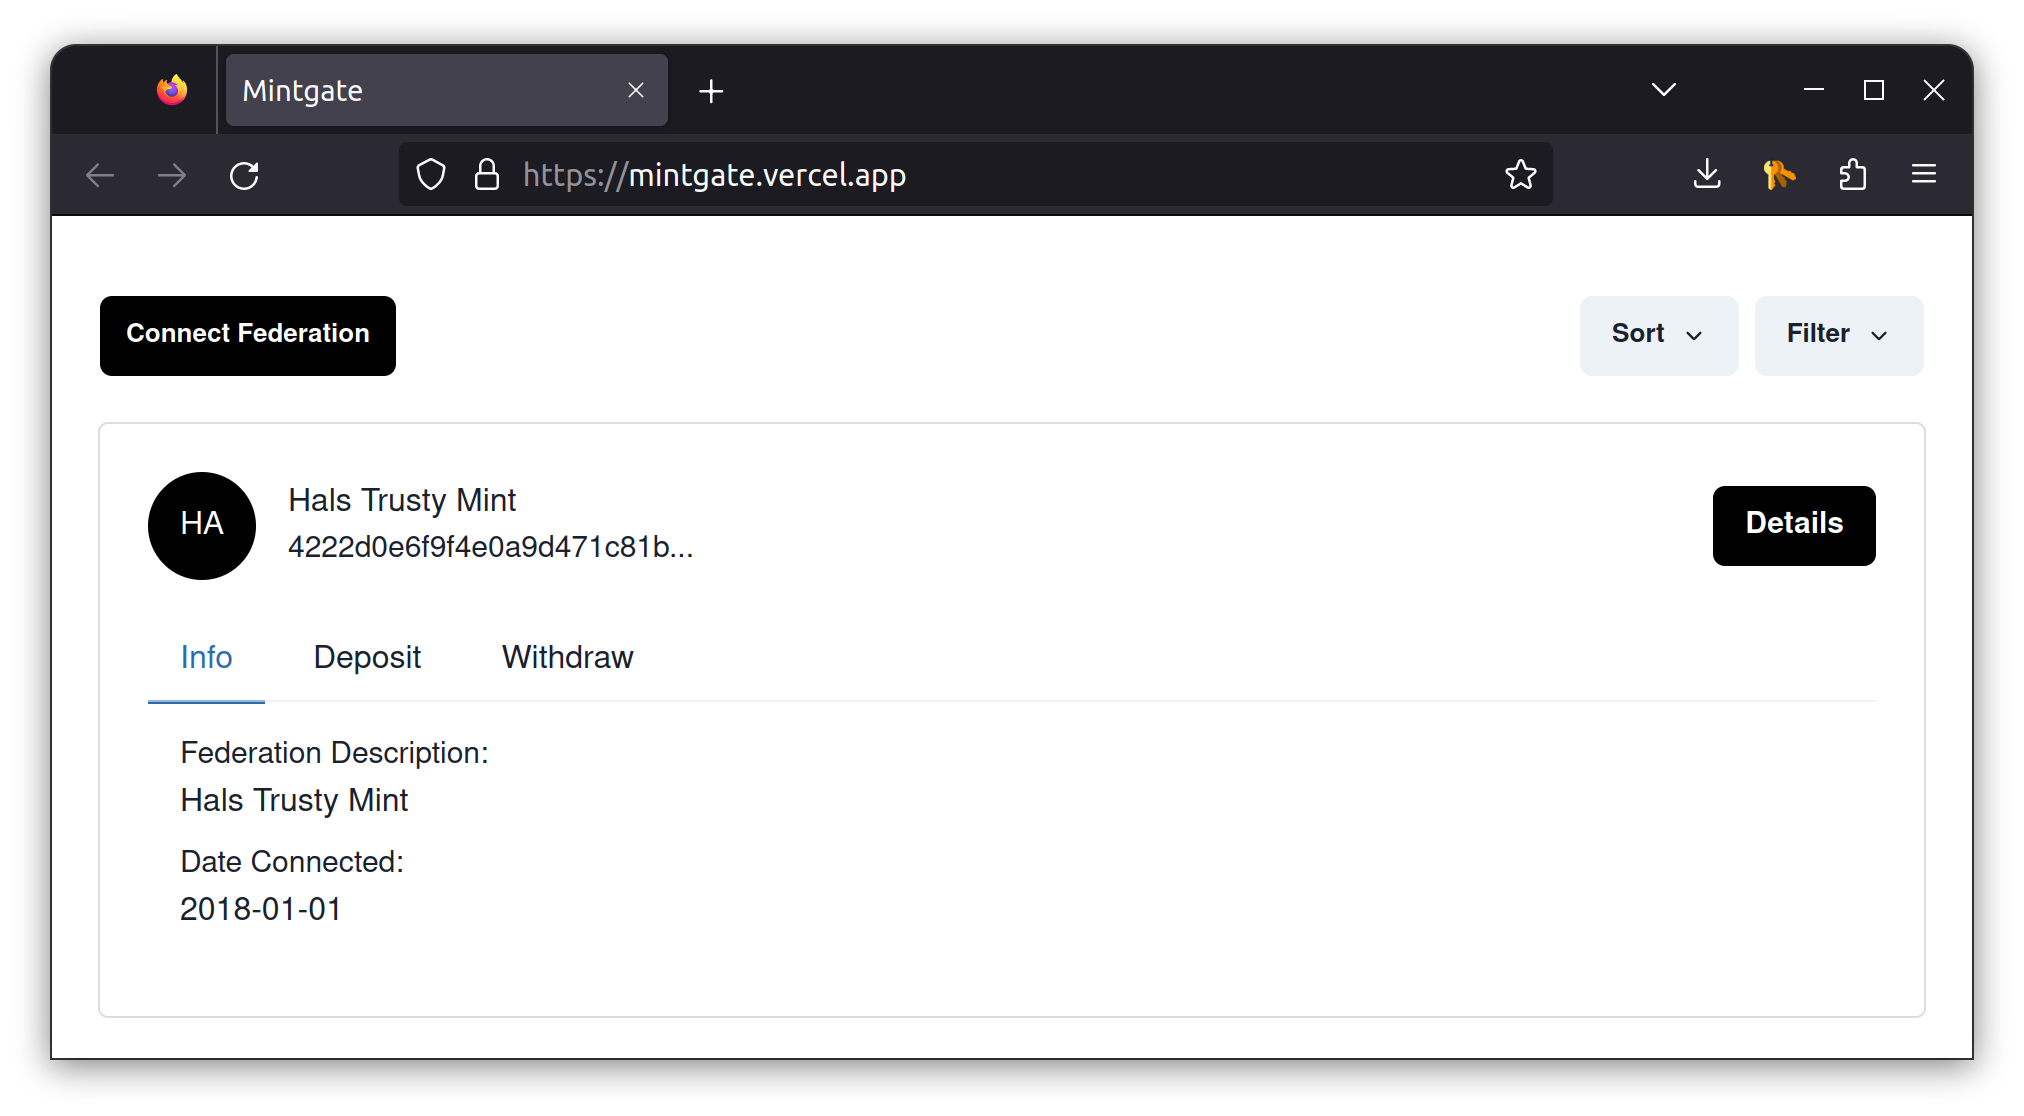 Mintgate
https://mintgate.vercel.app
Connect Federation
Sort
Filter
HA
Hals Trusty Mint
4222d0e6f9f4e0a9d471c81b...
Details
Info
Deposit
Withdraw
Federation Description:
Hals Trusty Mint
Date Connected:
2018-01-01